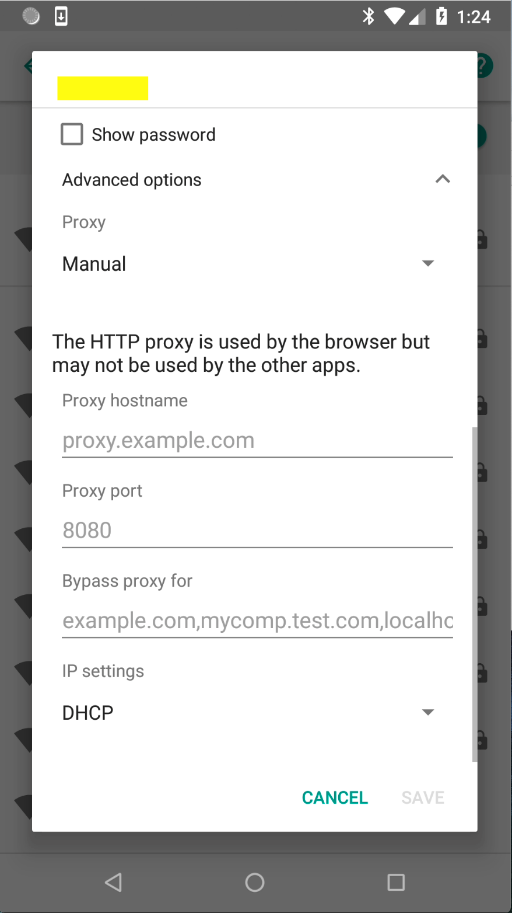 1:24
?
Show password
Advanced options
Proxy
Manual
The HTTP proxy is used by the browser but
may not be used by the other apps.
Proxy hostname
proxy.example.com
Proxy port
8080
Bypass proxy for
example.com,mycomp.test.com,localho
IP settings
DHCP
CANCEL SAVE